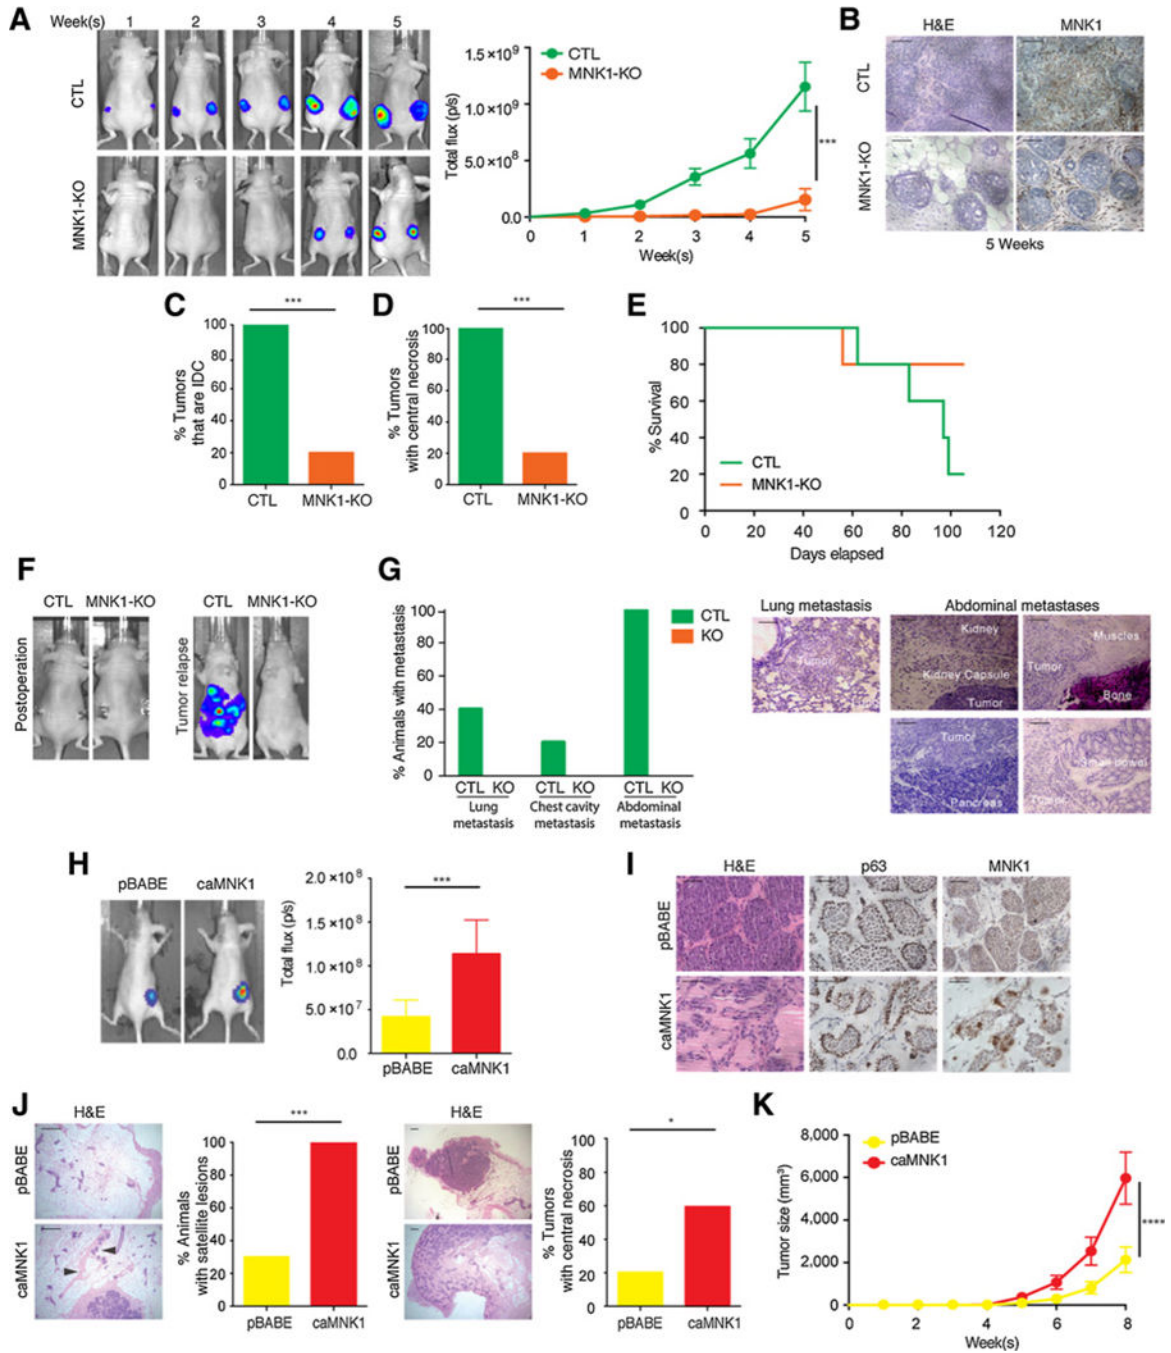 A
Week(s) 1 2 3 4 5
CTL
MNK1-KO
Total flux (p/s)
1.5 × 10⁹
1.0 × 10⁹
5.0 × 10⁸
0.0
0 1 2 3 4 5
Week(s)
CTL
MNK1-KO
***
B
H&E MNK1
CTL
MNK1-KO
5 Weeks
C
***
% Tumors
that are IDC
100
80
60
40
20
0
CTL MNK1-KO
D
***
% Tumors
with central necrosis
100
80
60
40
20
0
CTL MNK1-KO
E
% Survival
100
80
60
40
20
0
CTL
MNK1-KO
0 20 40 60 80 100 120
Days elapsed
F
CTL MNK1-KO CTL MNK1-KO
Postoperation
Tumor relapse
G
% Animals with metastasis
100
80
60
40
20
0
CTL
KO
CTL KO CTL KO CTL KO
Lung Chest cavity Abdominal
metastasis metastasis metastasis
Lung metastasis
Tumor
Abdominal metastases
Kidney
Kidney Capsule
Tumor
Muscles
Tumor
Bone
Tumor
Pancreas
Small bowel
H
pBABE caMNK1
Total flux (p/s)
2.0 × 10⁸
1.5 × 10⁸
1.0 × 10⁸
5.0 × 10⁷
0.0
***
pBABE caMNK1
I
H&E p63 MNK1
pBABE
caMNK1
J
H&E
pBABE
caMNK1
***
% Animals
with satellite lesions
100
80
60
40
20
0
pBABE caMNK1
H&E
pBABE
caMNK1
*
% Tumors
with central necrosis
100
80
60
40
20
0
pBABE caMNK1
K
Tumor size (mm³)
8,000
6,000
4,000
2,000
0
pBABE
caMNK1
****
0 2 4 6 8
Week(s)